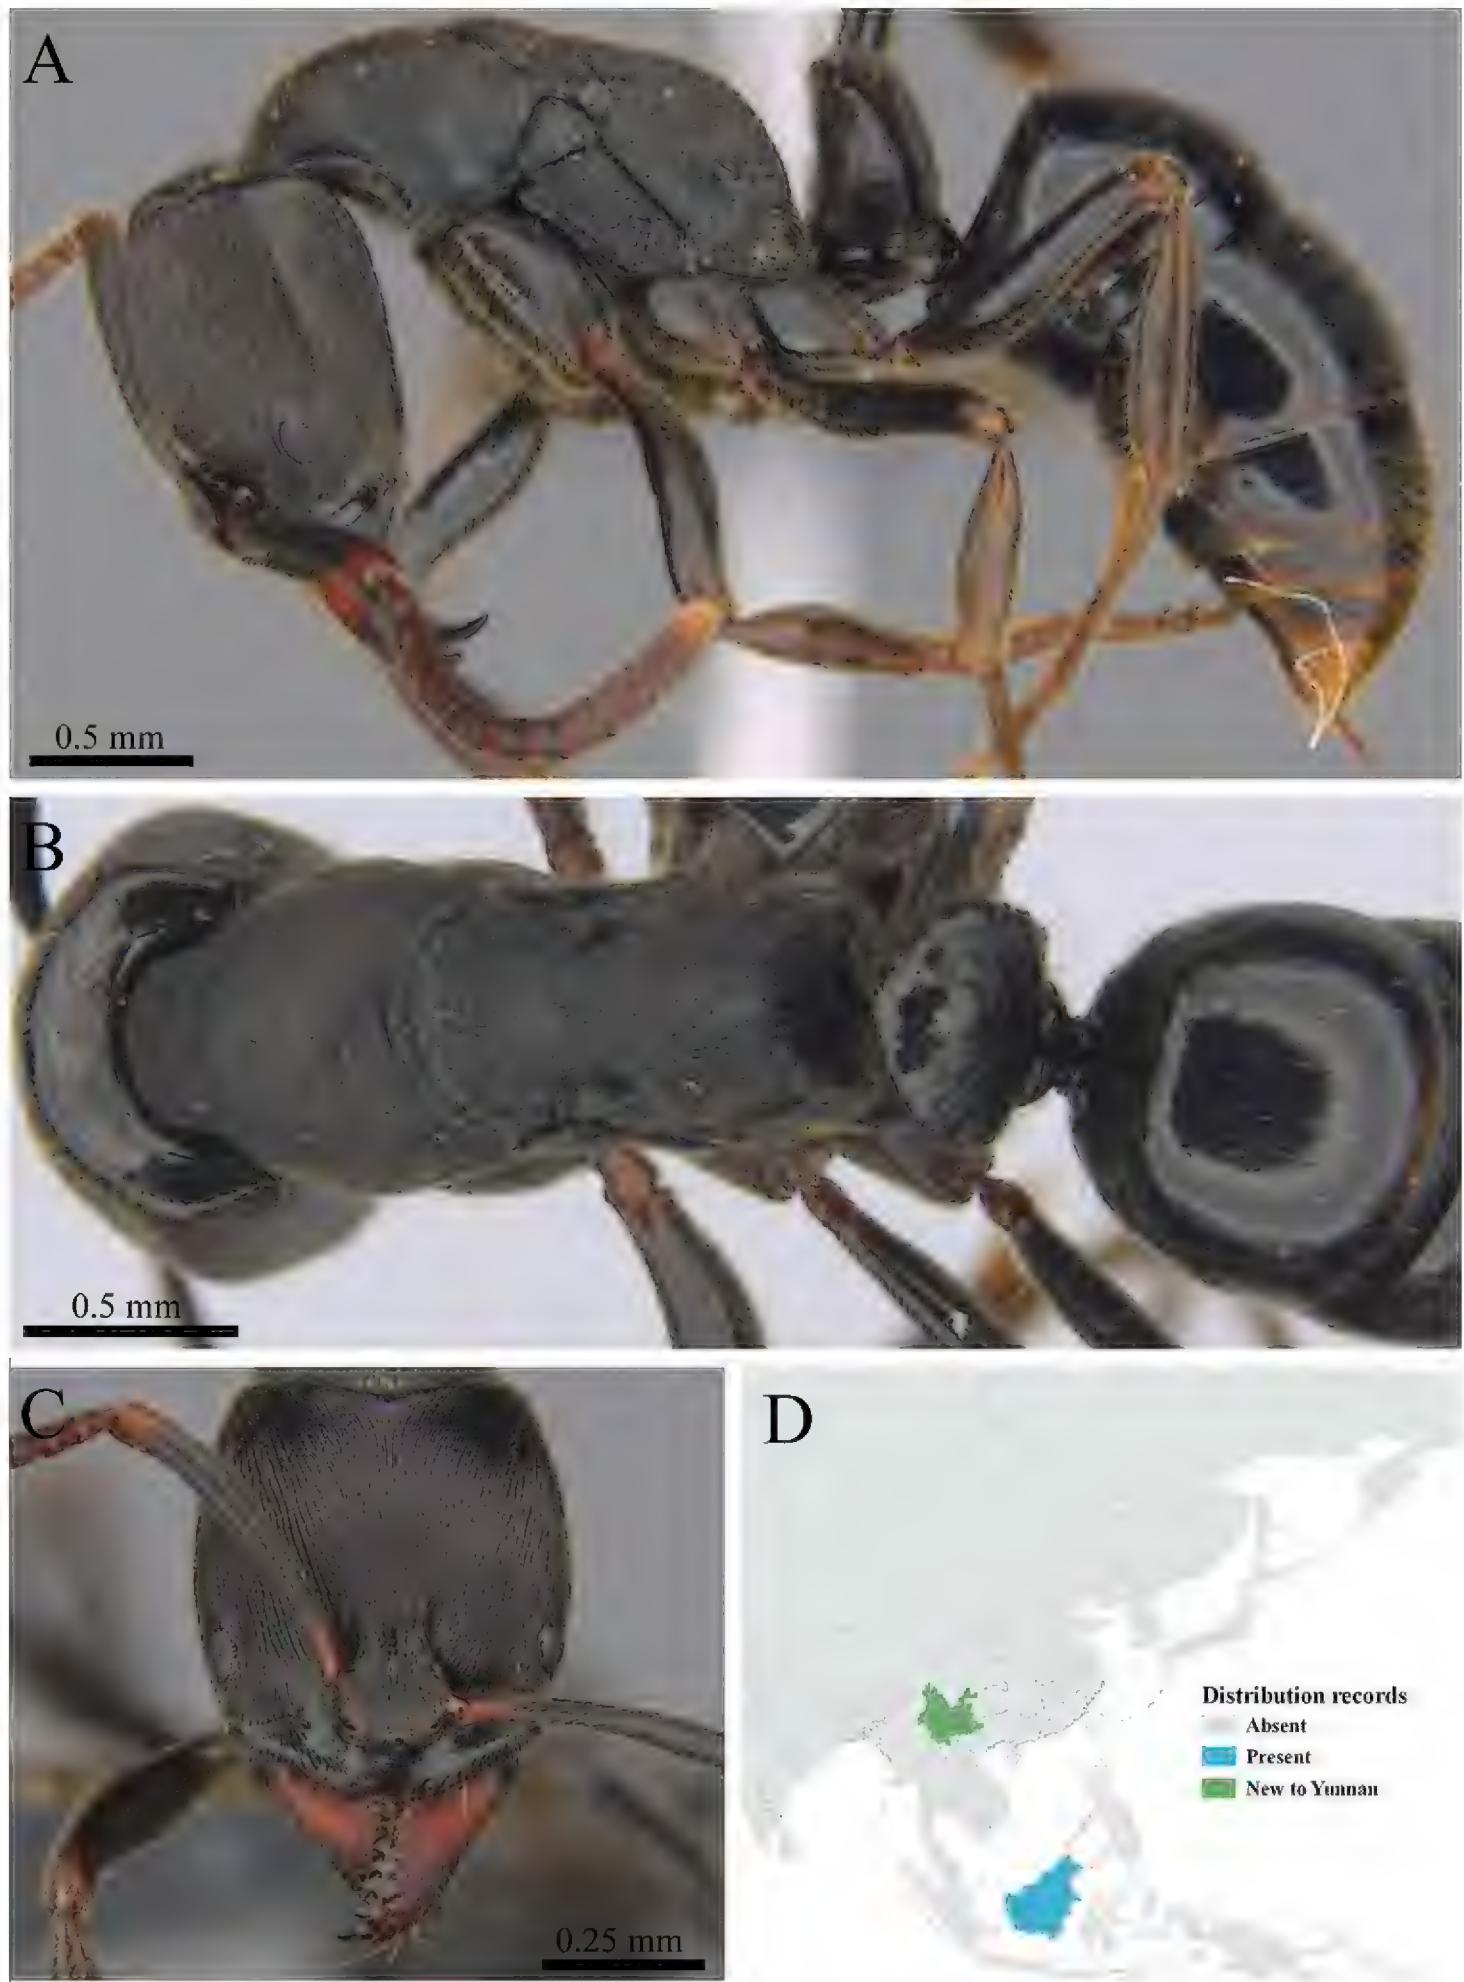 A
0.5 mm
B
0.5 mm
C
0.25 mm
D
Distribution records
Absent
Present
New to Yunnan